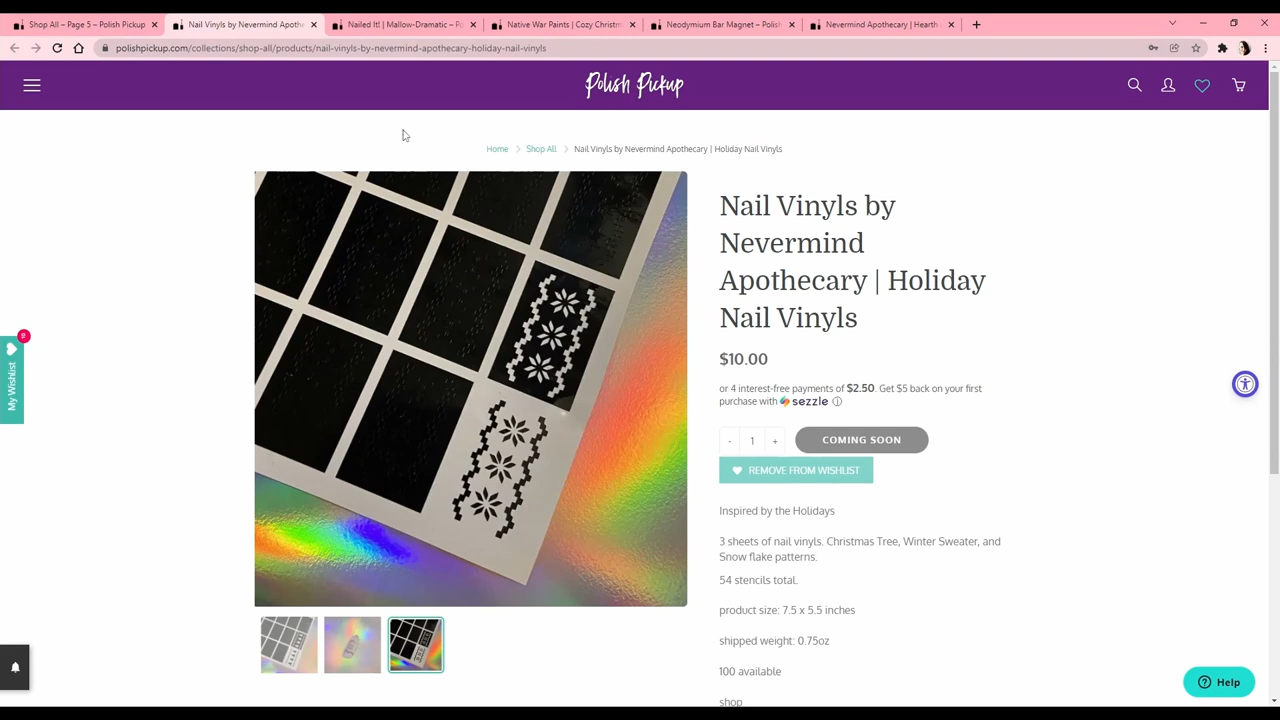 Shop All – Page 5 – Polish Pickup
Nail Vinyls by Nevermind Apoth
Nailed It! | Mallow-Dramatic – Po
Native War Paints | Cozy Christm
Neodymium Bar Magnet – Polish
Nevermind Apothecary | Hearth
polishpickup.com/collections/shop-all/products/nail-vinyls-by-nevermind-apothecary-holiday-nail-vinyls
Polish Pickup
Home > Shop All > Nail Vinyls by Nevermind Apothecary | Holiday Nail Vinyls
Nail Vinyls by
Nevermind
Apothecary | Holiday
Nail Vinyls
$10.00
or 4 interest-free payments of $2.50. Get $5 back on your first
purchase with sezzle
- 1 +
COMING SOON
REMOVE FROM WISHLIST
Inspired by the Holidays
3 sheets of nail vinyls. Christmas Tree, Winter Sweater, and
Snow flake patterns.
54 stencils total.
product size: 7.5 x 5.5 inches
shipped weight: 0.75oz
100 available
shop
My Wishlist
Help